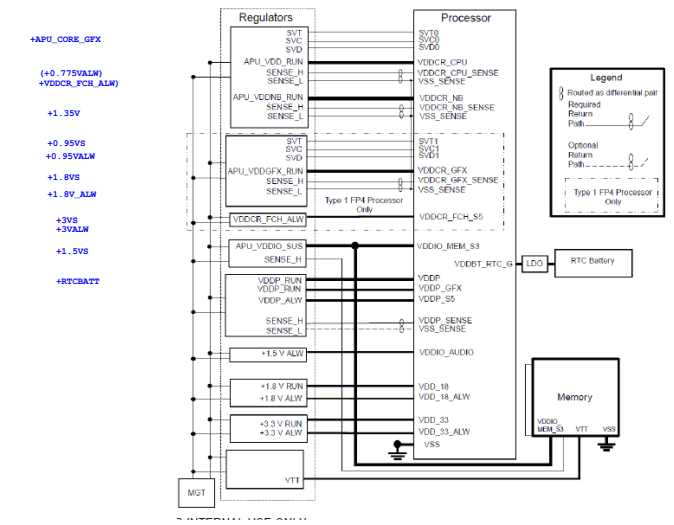 Regulators
Processor
+APU_CORE_GFX
(+0.775VALW)
+VDDCR_FCH_ALW)
+1.35V
+0.95VS
+0.95VALW
+1.8VS
+1.8V_ALW
+3VS
+3VALW
+1.5VS
+RTCBATT
SVT
SVC
SVD
APU_VDD_RUN
SENSE_H
SENSE_L
APU_VDDNB_RUN
SENSE_H
SENSE_L
SVT
SVC
SVD
APU_VDDGFX_RUN
SENSE_H
SENSE_L
VDDCR_FCH_ALW
APU_VDDIO_SUS
SENSE_H
VDDP_RUN
VDDP_RUN
VDDP_ALW
SENSE_H
SENSE_L
+1.5 V ALW
+1.8 V RUN
+1.8 V ALW
+3.3 V RUN
+3.3 V ALW
VTT
MGT
Type 1 FP4 Processor
Only
SVT0
SVC0
SVD0
VDDCR_CPU
VDDCR_CPU_SENSE
VSS_SENSE
VDDCR_NB
VDDCR_NB_SENSE
VSS_SENSE
SVT1
SVC1
SVD1
VDDCR_GFX
VDDCR_GFX_SENSE
VSS_SENSE
VDDCR_FCH_S5
VDDIO_MEM_S3
VDDBT_RTC_G
LDO
RTC Battery
VDDP
VDDP_GFX
VDDP_S5
VDDP_SENSE
VSS_SENSE
VDDIO_AUDIO
VDD_18
VDD_18_ALW
VDD_33
VDD_33_ALW
VSS
Legend
Routed as differential pair
Required
Return
Path
Optional
Return
Path
Type 1 FP4 Processor
Only
Memory
VDDIO_
MEM_S3
VTT
VSS